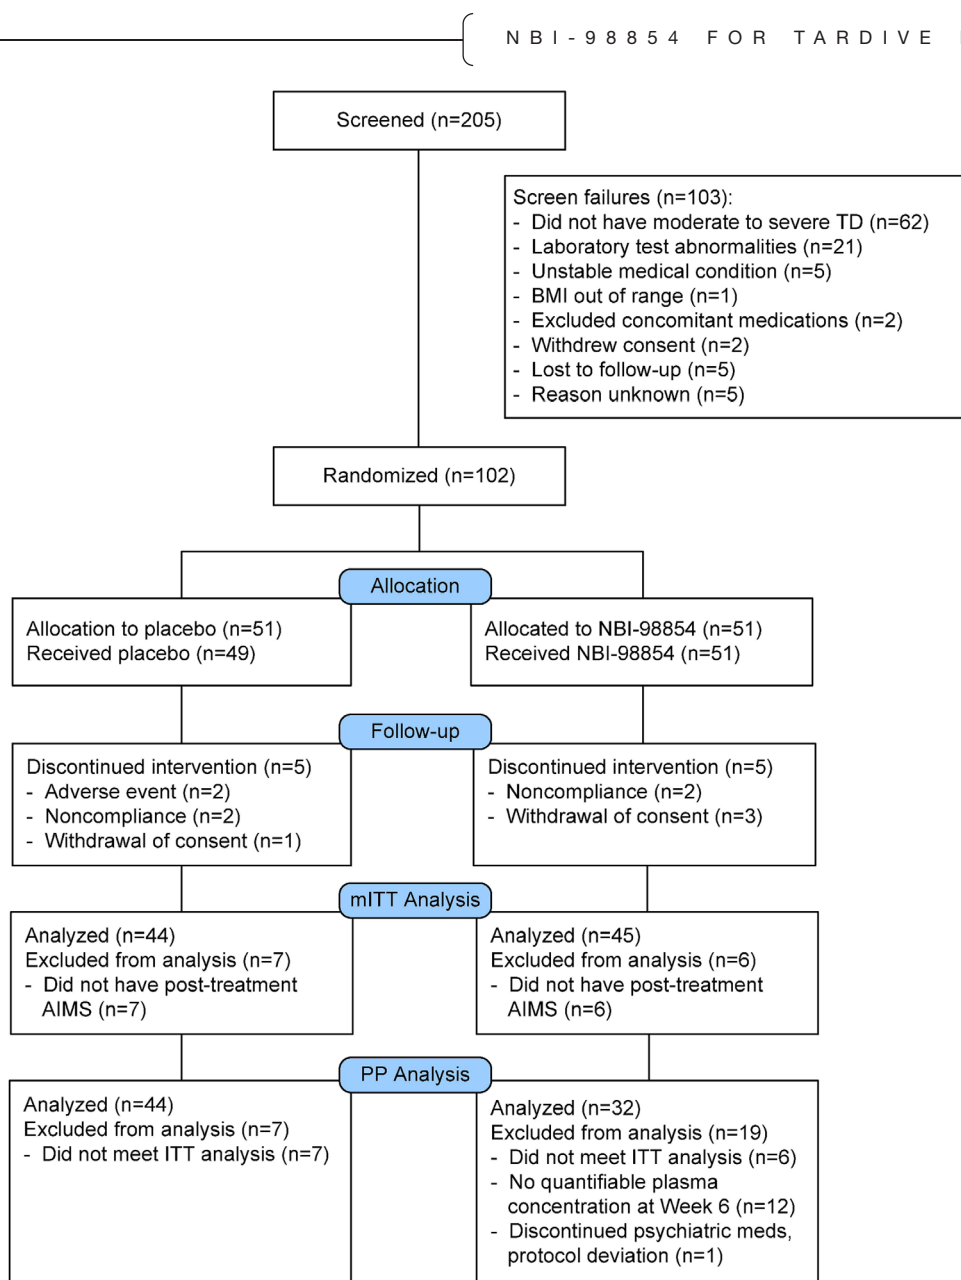 NBI-98854 FOR TARDIVE
Screened (n=205)
Screen failures (n=103):
- Did not have moderate to severe TD (n=62)
- Laboratory test abnormalities (n=21)
- Unstable medical condition (n=5)
- BMI out of range (n=1)
- Excluded concomitant medications (n=2)
- Withdrew consent (n=2)
- Lost to follow-up (n=5)
- Reason unknown (n=5)
Randomized (n=102)
Allocation
Allocation to placebo (n=51)
Received placebo (n=49)
Allocated to NBI-98854 (n=51)
Received NBI-98854 (n=51)
Follow-up
Discontinued intervention (n=5)
- Adverse event (n=2)
- Noncompliance (n=2)
- Withdrawal of consent (n=1)
Discontinued intervention (n=5)
- Noncompliance (n=2)
- Withdrawal of consent (n=3)
mITT Analysis
Analyzed (n=44)
Excluded from analysis (n=7)
- Did not have post-treatment
AIMS (n=7)
Analyzed (n=45)
Excluded from analysis (n=6)
- Did not have post-treatment
AIMS (n=6)
PP Analysis
Analyzed (n=44)
Excluded from analysis (n=7)
- Did not meet ITT analysis (n=7)
Analyzed (n=32)
Excluded from analysis (n=19)
- Did not meet ITT analysis (n=6)
- No quantifiable plasma
concentration at Week 6 (n=12)
- Discontinued psychiatric meds,
protocol deviation (n=1)